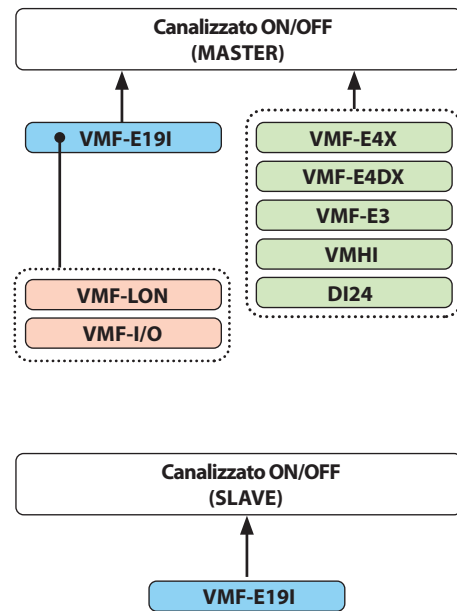 Canalizzato ON/OFF
(MASTER)
VMF-E19I
VMF-LON
VMF-I/O
VMF-E4X
VMF-E4DX
VMF-E3
VMHI
DI24
Canalizzato ON/OFF
(SLAVE)
VMF-E19I